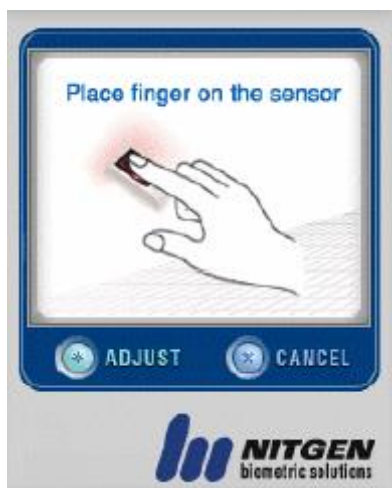 Place finger on the sensor
ADJUST
CANCEL
NITGEN
biometric solutions